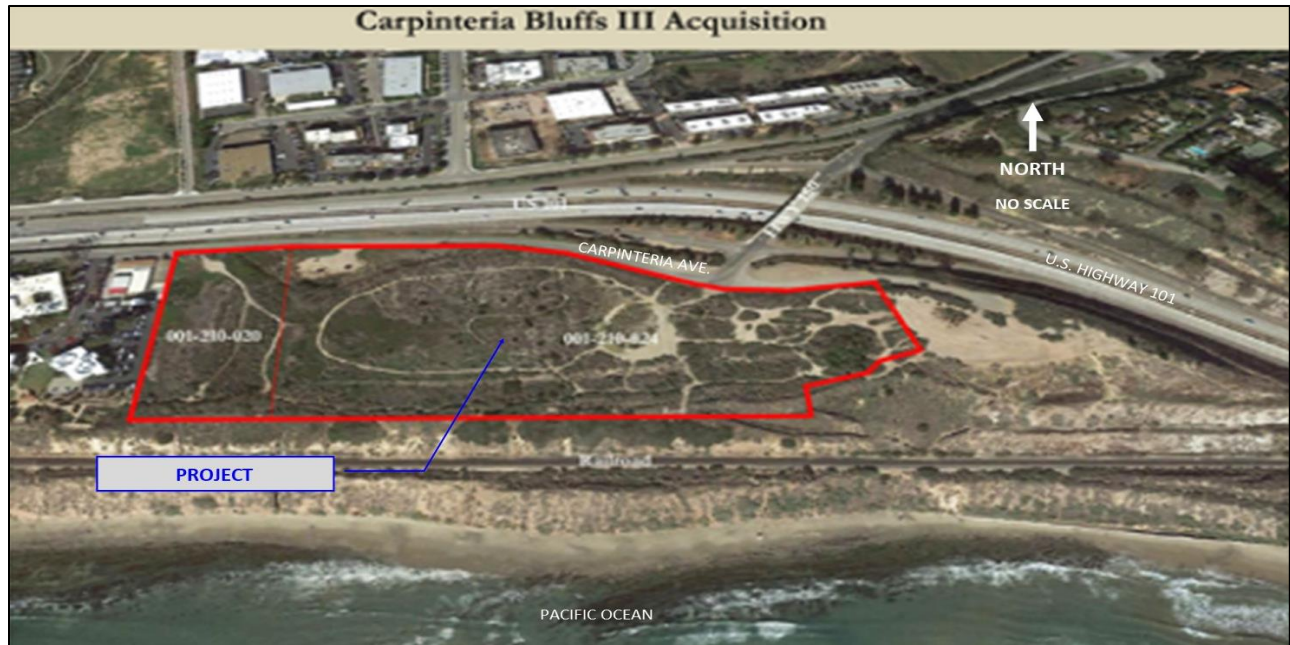 Carpinteria Bluffs III Acquisition
NORTH
NO SCALE
U.S. 101
CARPINTERIA AVE.
U.S. HIGHWAY 101
001-210-020
001-210-024
Railroad
PROJECT
PACIFIC OCEAN